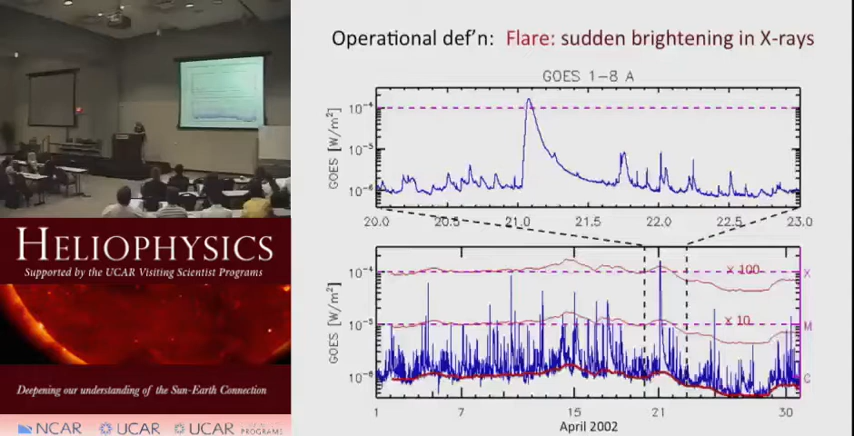 Operational def'n: Flare: sudden brightening in X-rays
GOES 1-8 A
GOES [W/m²]
10⁻⁴
10⁻⁵
10⁻⁶
20.0 20.5 21.0 21.5 22.0 22.5 23.0
GOES [W/m²]
10⁻⁴
10⁻⁵
10⁻⁶
x 100
x 10
X
M
C
1 7 15 21 30
April 2002
HELIOPHYSICS
Supported by the UCAR Visiting Scientist Programs
Deepening our understanding of the Sun-Earth Connection
NCAR UCAR UCAR
PROGRAMS